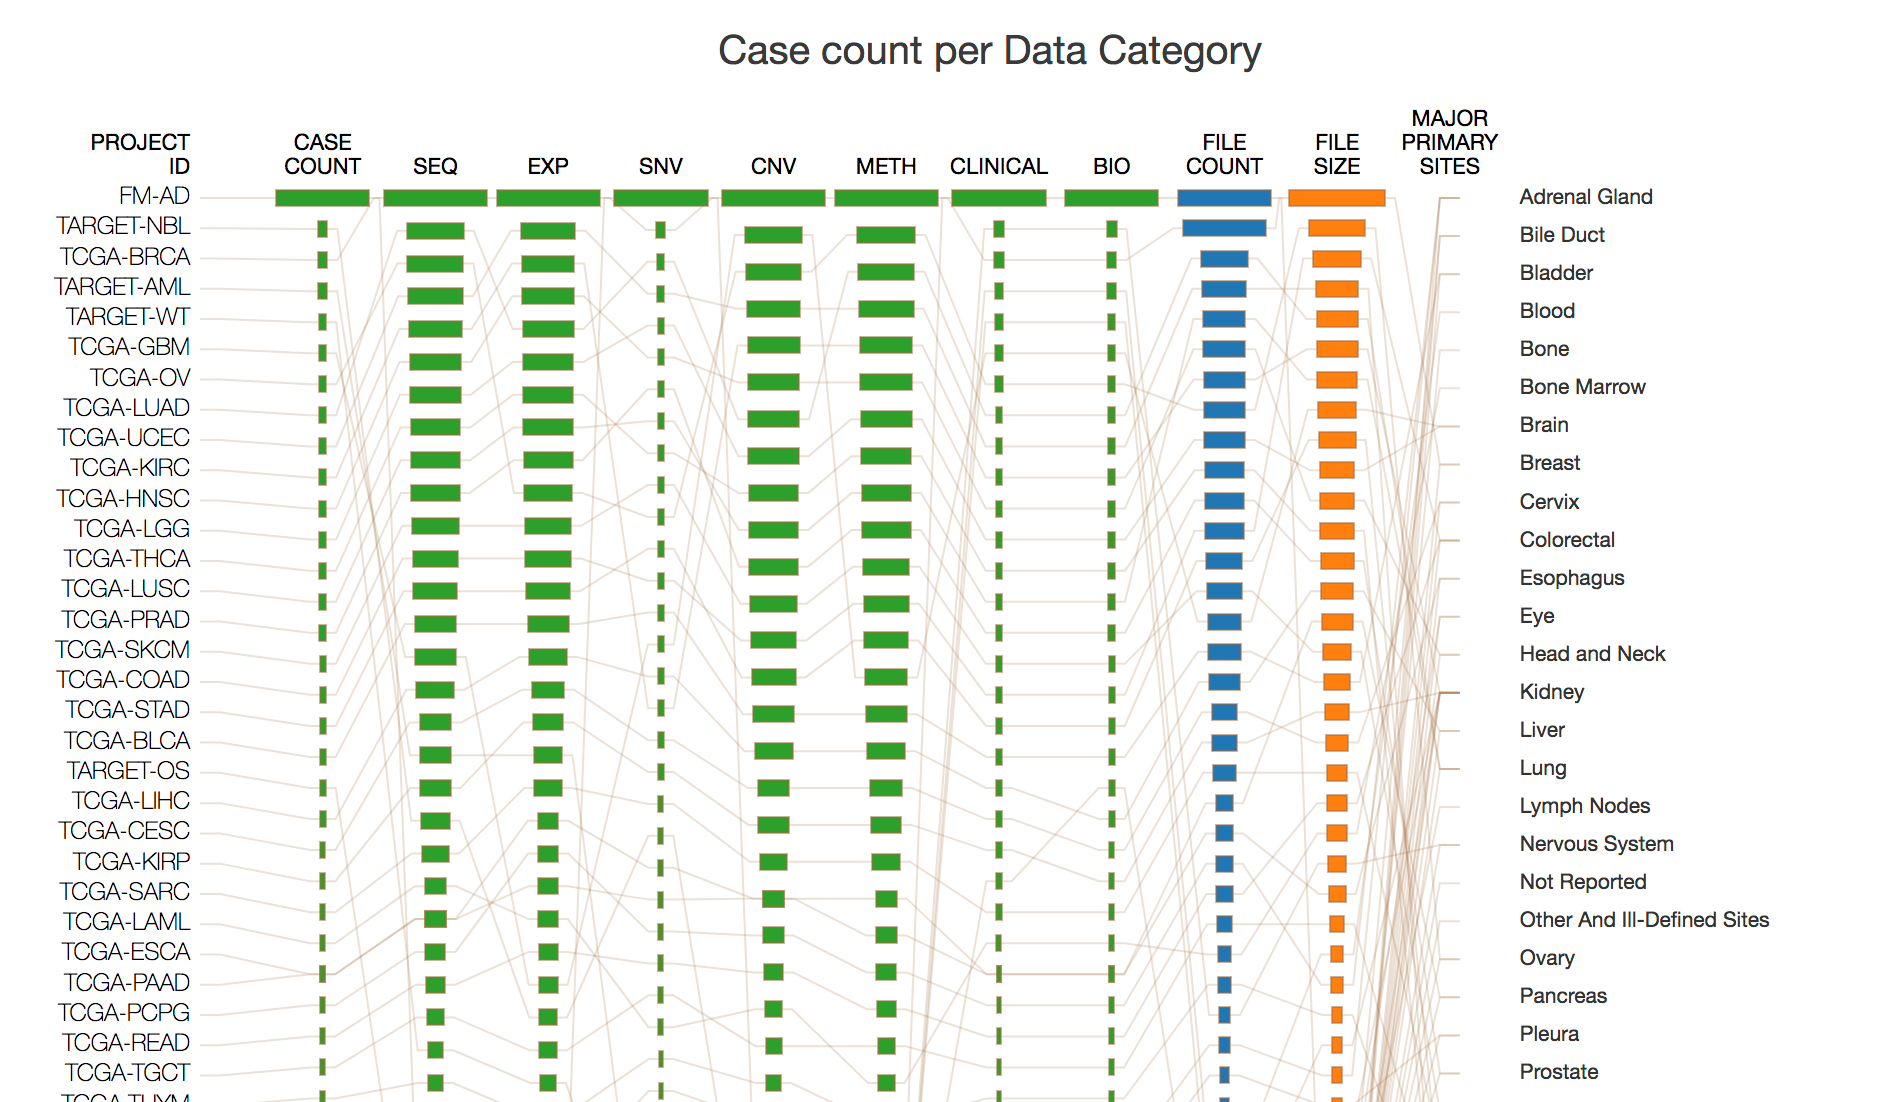 Case count per Data Category
PROJECT
ID
CASE
COUNT
SEQ
EXP
SNV
CNV
METH
CLINICAL
BIO
FILE
COUNT
FILE
SIZE
MAJOR
PRIMARY
SITES
FM-AD
TARGET-NBL
TCGA-BRCA
TARGET-AML
TARGET-WT
TCGA-GBM
TCGA-OV
TCGA-LUAD
TCGA-UCEC
TCGA-KIRC
TCGA-HNSC
TCGA-LGG
TCGA-THCA
TCGA-LUSC
TCGA-PRAD
TCGA-SKCM
TCGA-COAD
TCGA-STAD
TCGA-BLCA
TARGET-OS
TCGA-LIHC
TCGA-CESC
TCGA-KIRP
TCGA-SARC
TCGA-LAML
TCGA-ESCA
TCGA-PAAD
TCGA-PCPG
TCGA-READ
TCGA-TGCT
TCGA-THYM
Adrenal Gland
Bile Duct
Bladder
Blood
Bone
Bone Marrow
Brain
Breast
Cervix
Colorectal
Esophagus
Eye
Head and Neck
Kidney
Liver
Lung
Lymph Nodes
Nervous System
Not Reported
Other And Ill-Defined Sites
Ovary
Pancreas
Pleura
Prostate